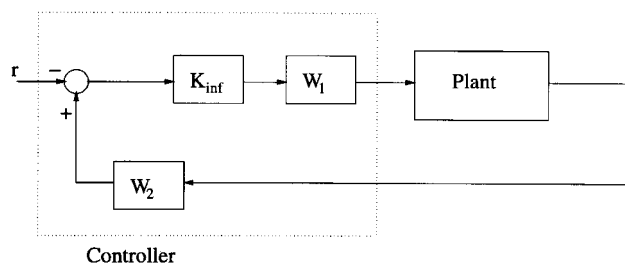 r
−
+
K_inf
W_1
Plant
W_2
Controller